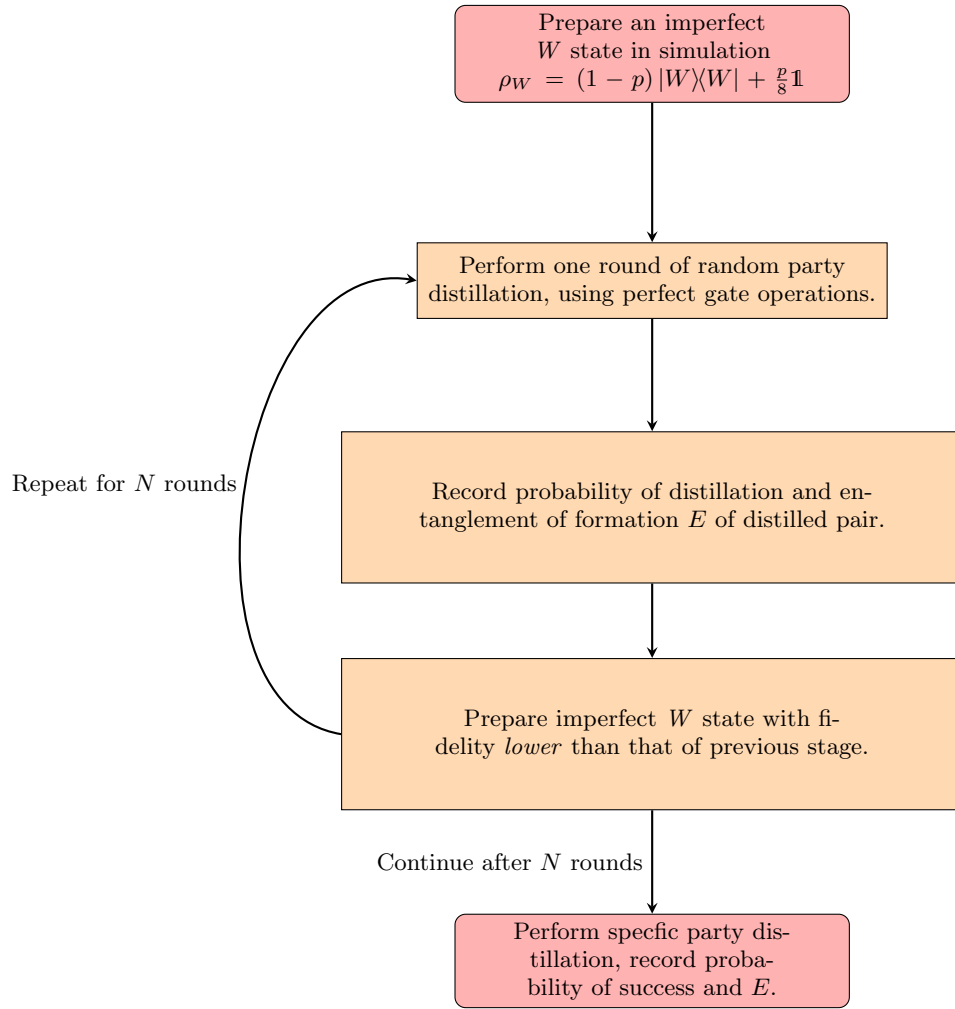 Prepare an imperfect
W state in simulation
ρ_W = (1 − p) |W⟩⟨W| + p/8 𝟙
Perform one round of random party
distillation, using perfect gate operations.
Record probability of distillation and en-
tanglement of formation E of distilled pair.
Repeat for N rounds
Prepare imperfect W state with fi-
delity lower than that of previous stage.
Continue after N rounds
Perform specfic party dis-
tillation, record proba-
bility of success and E.